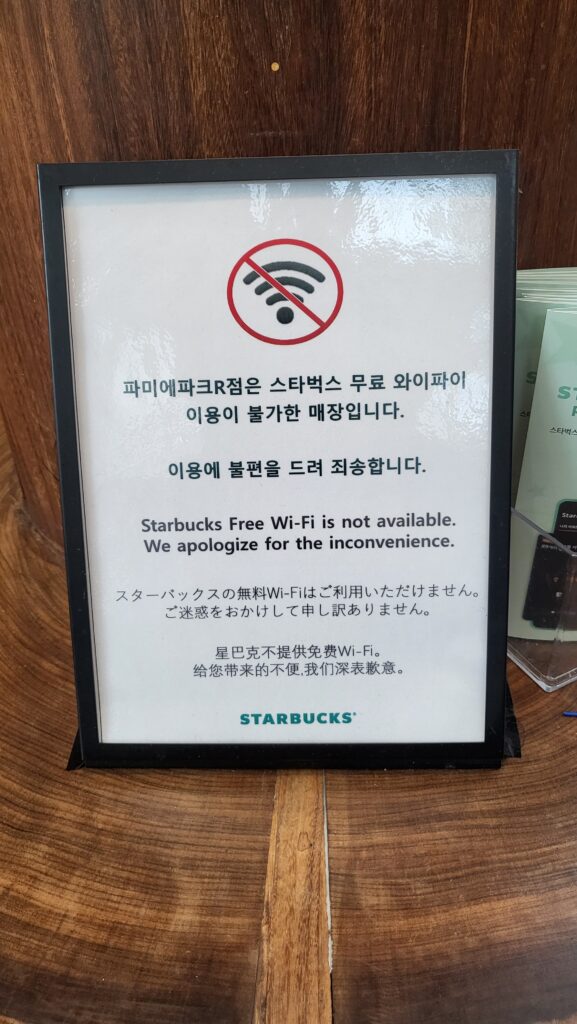 파미에파크R점은 스타벅스 무료 와이파이
이용이 불가한 매장입니다.
이용에 불편을 드려 죄송합니다.
Starbucks Free Wi-Fi is not available.
We apologize for the inconvenience.
スターバックスの無料Wi-Fiはご利用いただけません。
ご迷惑をおかけして申し訳ありません。
星巴克不提供免费Wi-Fi。
给您带来的不便,我们深表歉意。
STARBUCKS
스타벅스